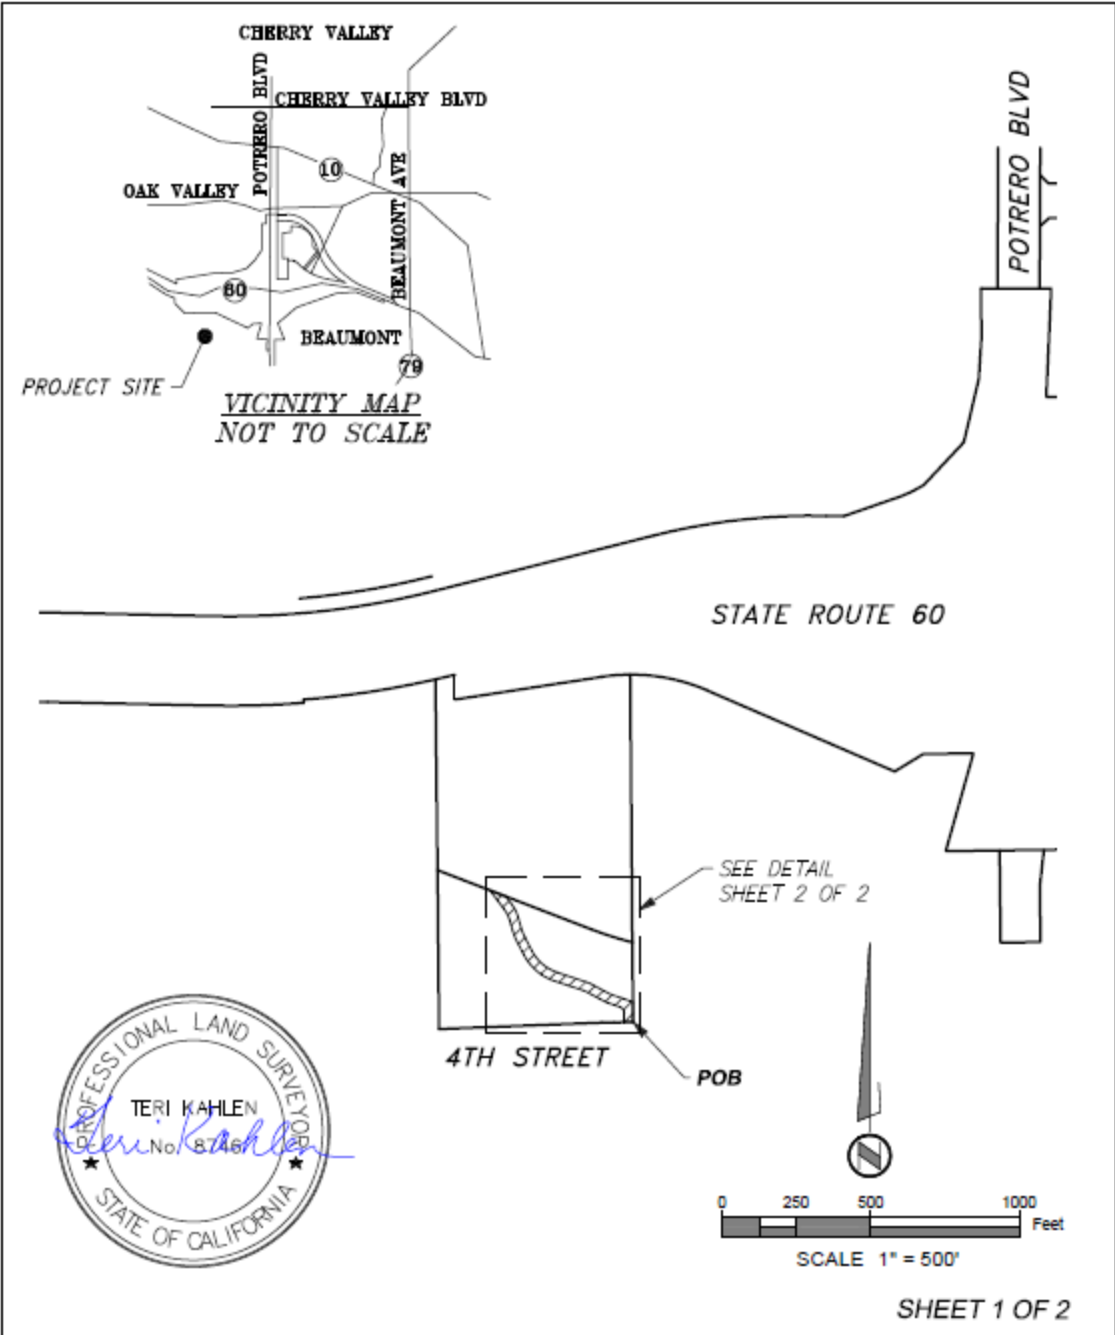 CHERRY VALLEY
POTRERO BLVD
CHERRY VALLEY BLVD
10
OAK VALLEY
BEAUMONT AVE
60
BEAUMONT
79
PROJECT SITE
VICINITY MAP
NOT TO SCALE
POTRERO BLVD
STATE ROUTE 60
SEE DETAIL
SHEET 2 OF 2
4TH STREET
POB
PROFESSIONAL LAND SURVEYOR
TERI KAHLEN
No. 8746
Teri Kahlen
STATE OF CALIFORNIA
0 250 500 1000
Feet
SCALE 1" = 500'
SHEET 1 OF 2